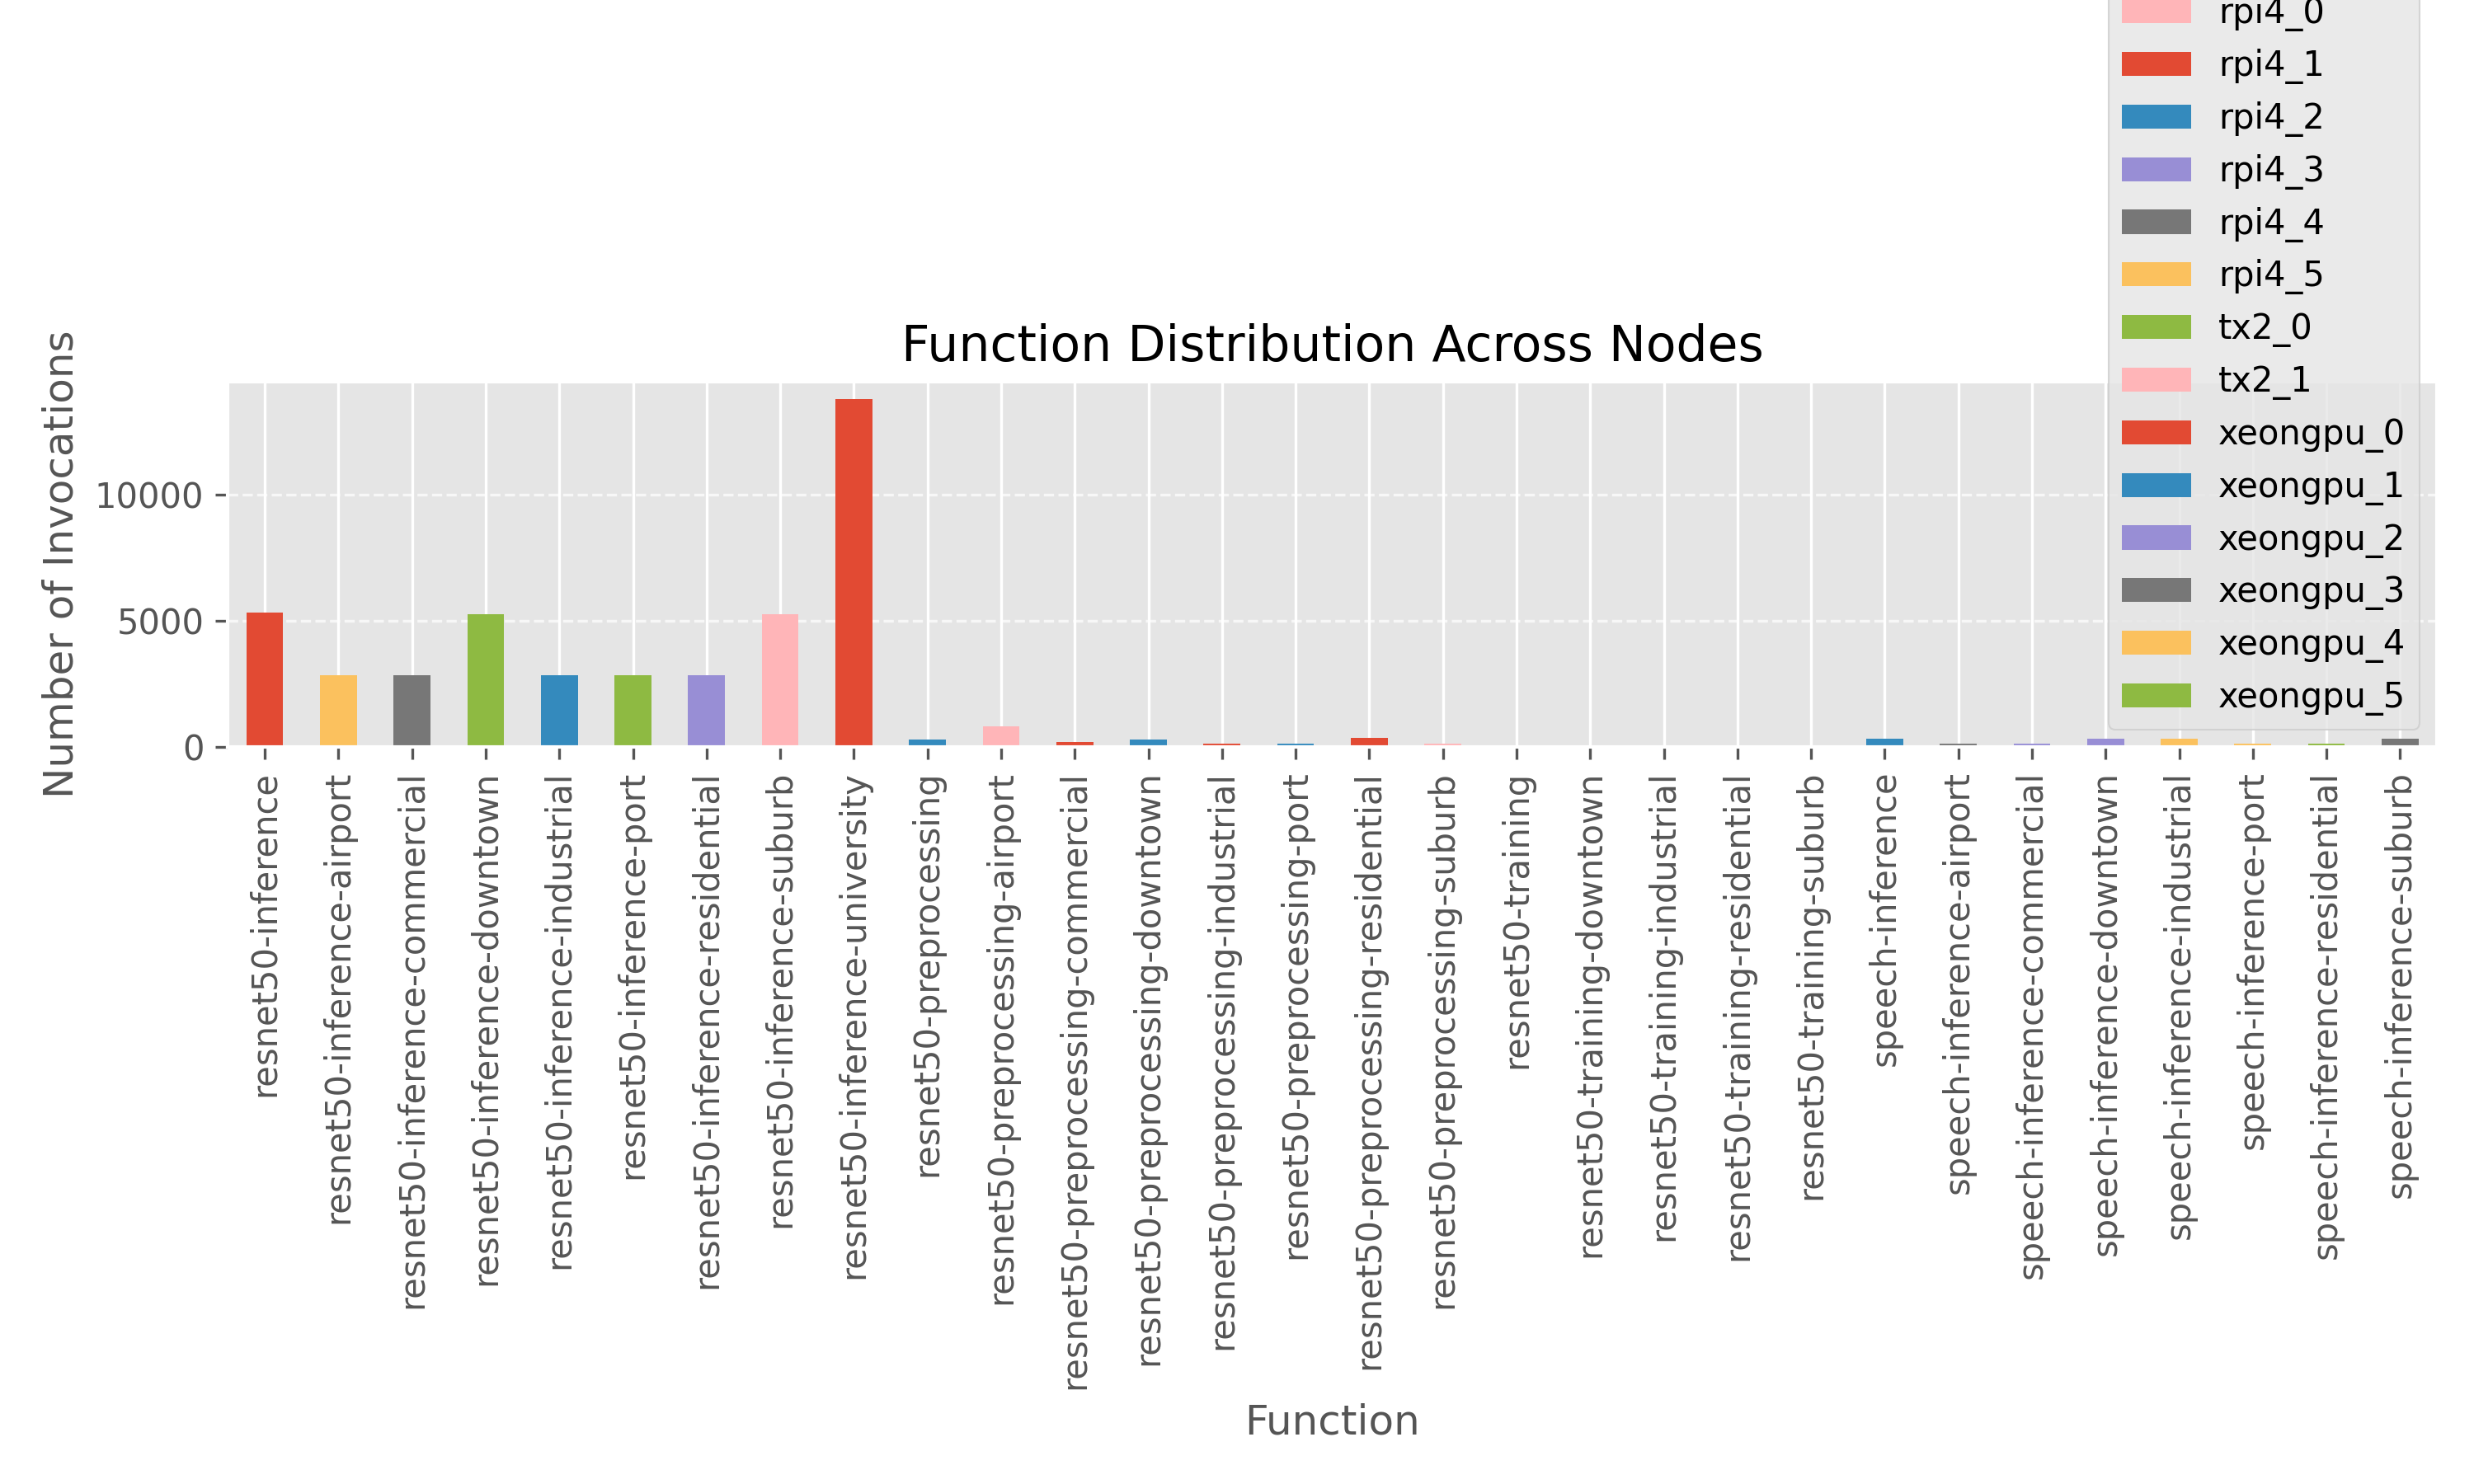 rpi4_0
rpi4_1
rpi4_2
rpi4_3
rpi4_4
rpi4_5
tx2_0
tx2_1
xeongpu_0
xeongpu_1
xeongpu_2
xeongpu_3
xeongpu_4
xeongpu_5
Function Distribution Across Nodes
Number of Invocations
10000
5000
0
resnet50-inference
resnet50-inference-airport
resnet50-inference-commercial
resnet50-inference-downtown
resnet50-inference-industrial
resnet50-inference-port
resnet50-inference-residential
resnet50-inference-suburb
resnet50-inference-university
resnet50-preprocessing
resnet50-preprocessing-airport
resnet50-preprocessing-commercial
resnet50-preprocessing-downtown
resnet50-preprocessing-industrial
resnet50-preprocessing-port
resnet50-preprocessing-residential
resnet50-preprocessing-suburb
resnet50-training
resnet50-training-downtown
resnet50-training-industrial
resnet50-training-residential
resnet50-training-suburb
speech-inference
speech-inference-airport
speech-inference-commercial
speech-inference-downtown
speech-inference-industrial
speech-inference-port
speech-inference-residential
speech-inference-suburb
Function